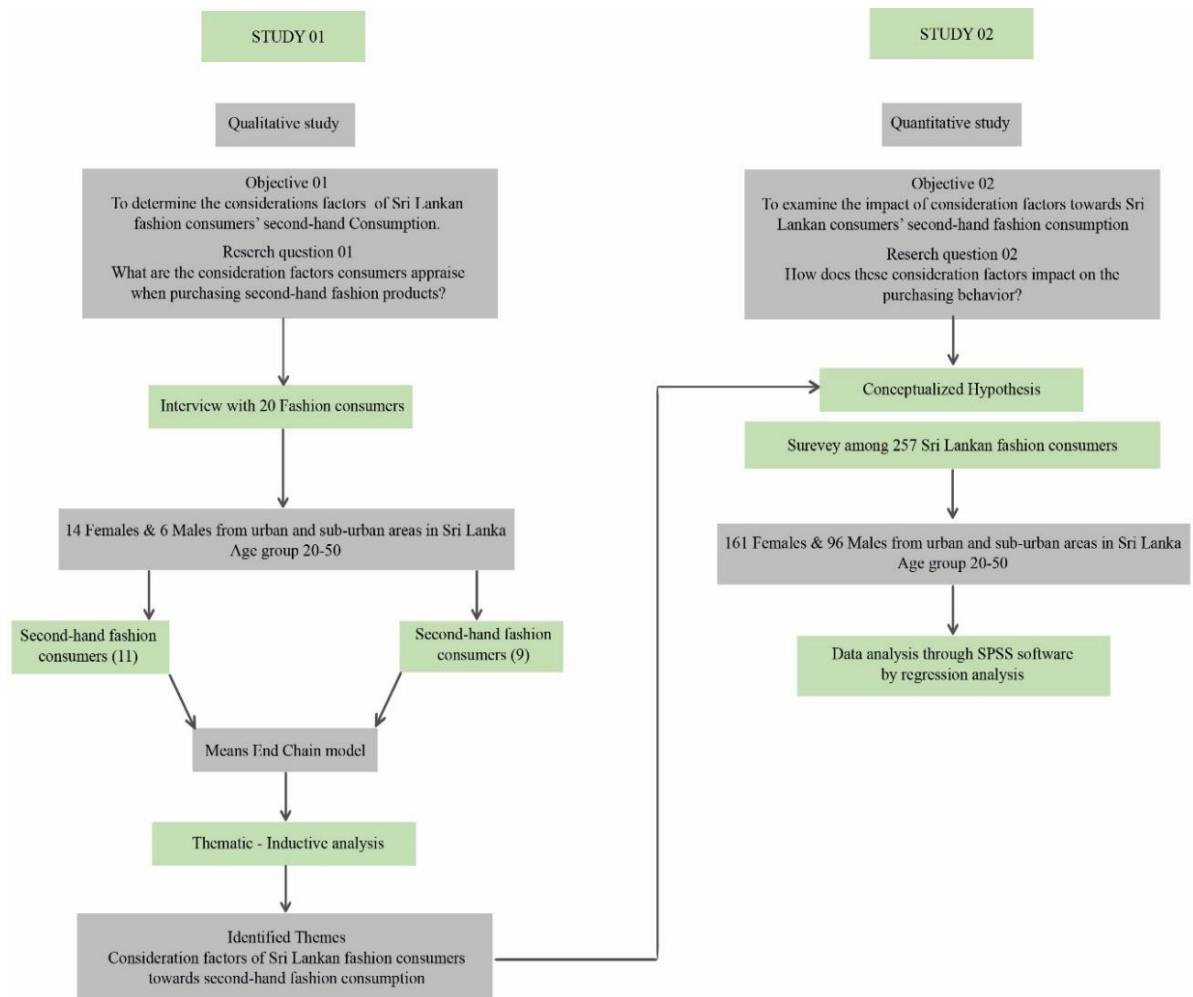 STUDY 01
Qualitative study
Objective 01
To determine the considerations factors of Sri Lankan
fashion consumers' second-hand Consumption.
Reserch question 01
What are the consideration factors consumers appraise
when purchasing second-hand fashion products?
Interview with 20 Fashion consumers
14 Females & 6 Males from urban and sub-urban areas in Sri Lanka
Age group 20-50
Second-hand fashion
consumers (11)
Second-hand fashion
consumers (9)
Means End Chain model
Thematic - Inductive analysis
Identified Themes
Consideration factors of Sri Lankan fashion consumers
towards second-hand fashion consumption
STUDY 02
Quantitative study
Objective 02
To examine the impact of consideration factors towards Sri
Lankan consumers' second-hand fashion consumption
Reserch question 02
How does these consideration factors impact on the
purchasing behavior?
Conceptualized Hypothesis
Surevey among 257 Sri Lankan fashion consumers
161 Females & 96 Males from urban and sub-urban areas in Sri Lanka
Age group 20-50
Data analysis through SPSS software
by regression analysis